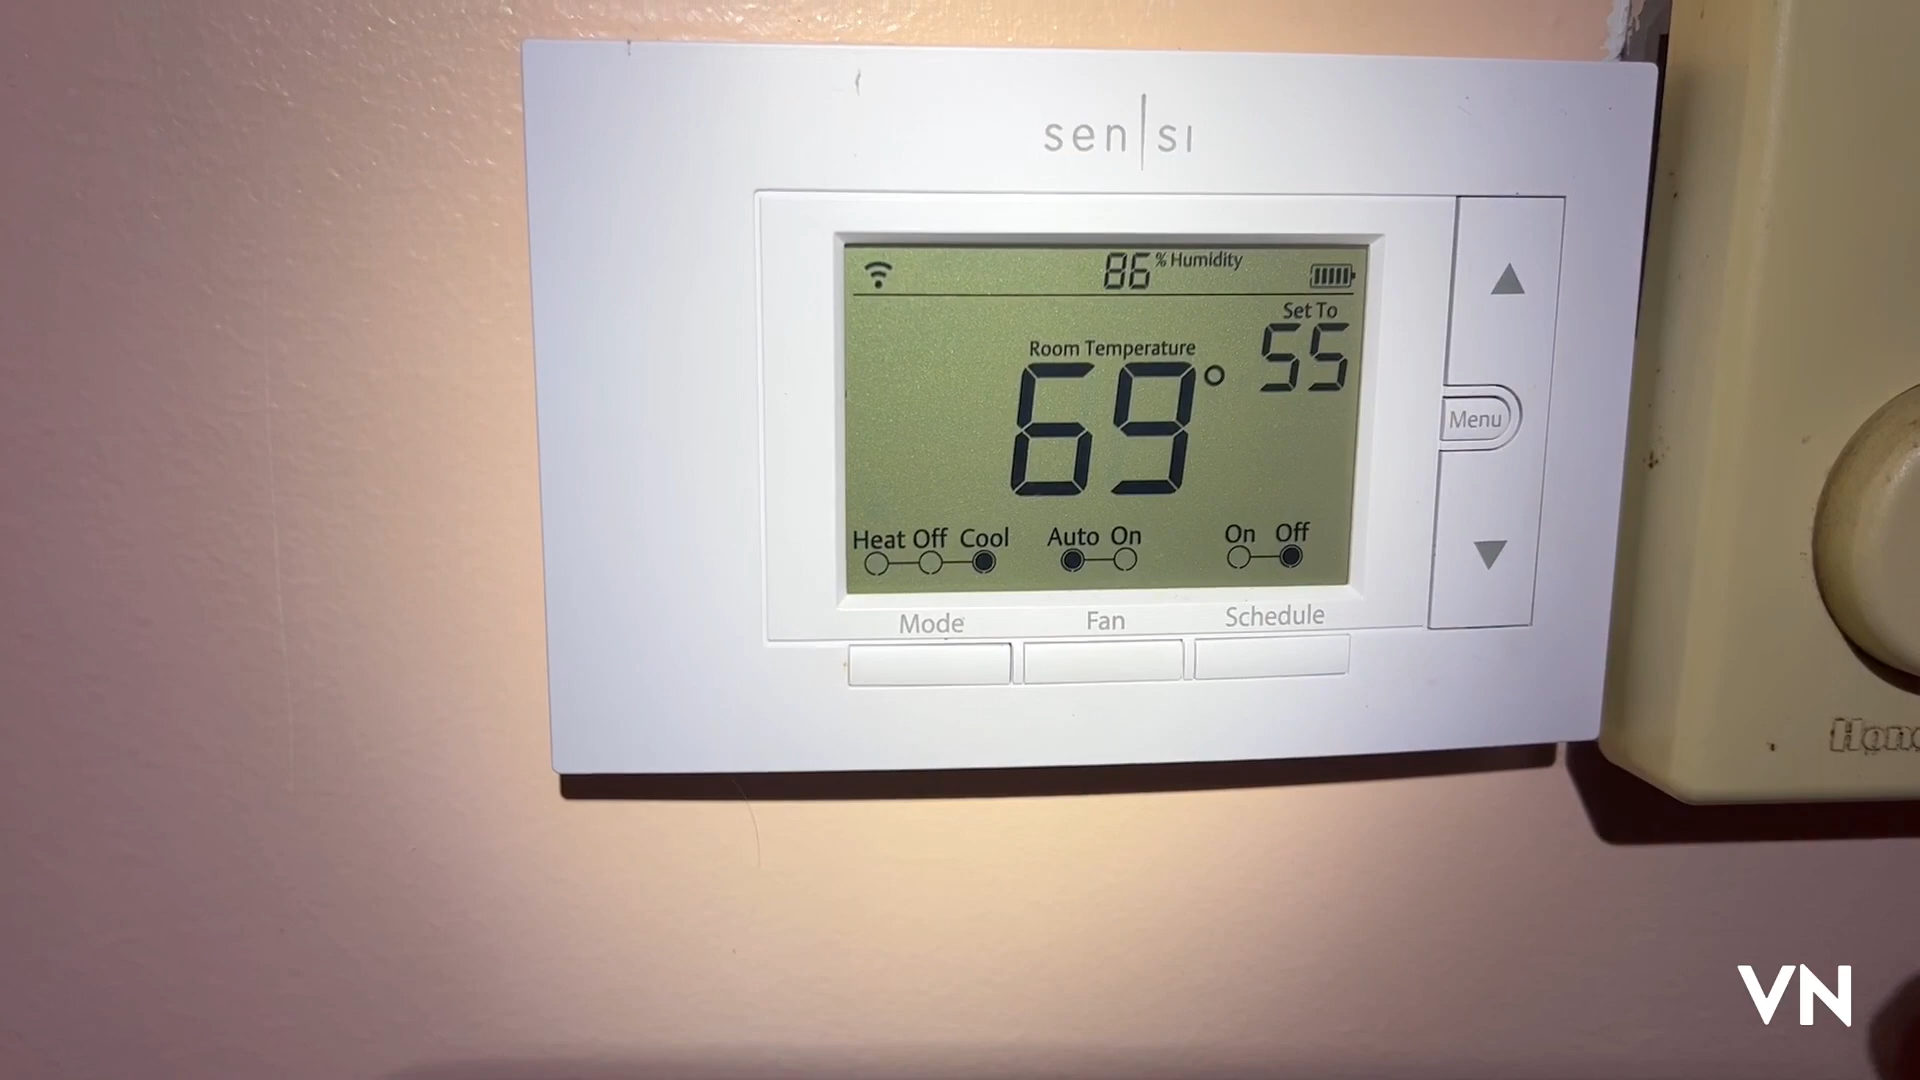 sen|si
86 % Humidity
Set To
55
Room Temperature
69°
Heat Off Cool Auto On On Off
Mode Fan Schedule
Menu
Hone
VN